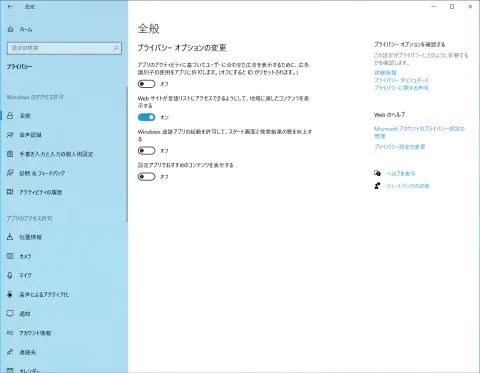 設定
ホーム
設定の検索
プライバシー
Windows のアクセス許可
全般
音声認識
手書き入力と入力の個人用設定
診断 & フィードバック
アクティビティの履歴
アプリのアクセス許可
位置情報
カメラ
マイク
音声によるアクティブ化
通知
アカウント情報
連絡先
カレンダー
全般
プライバシー オプションの変更
アプリのアクティビティに基づいてユーザーに合わせた広告を表示するために、広告
識別子の使用をアプリに許可します。(オフにすると ID がリセットされます。)
オフ
Web サイトが言語リストにアクセスできるようにして、地域に適したコンテンツを表
示する
オン
Windows 追跡アプリの起動を許可して、スタート画面と検索結果の質を向上す
る
オフ
設定アプリでおすすめのコンテンツを表示する
オフ
プライバシー オプションを確認する
この設定がプライバシーにどのように影響する
かを確認します。
詳細情報
プライバシー ダッシュボード
プライバシーに関する声明
Web のヘルプ
Microsoft アカウントのプライバシー設定の
管理
プライバシー設定の変更
ヘルプを表示
フィードバックの送信